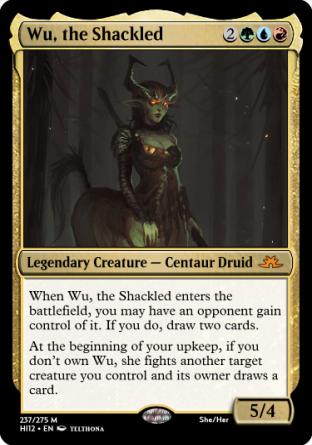 Wu, the Shackled 2
Legendary Creature — Centaur Druid
When Wu, the Shackled enters the
battlefield, you may have an opponent gain
control of it. If you do, draw two cards.
At the beginning of your upkeep, if you
don't own Wu, she fights another target
creature you control and its owner draws a
card.
5/4
237/275 M She/Her
HI12 • EN TELTHONA